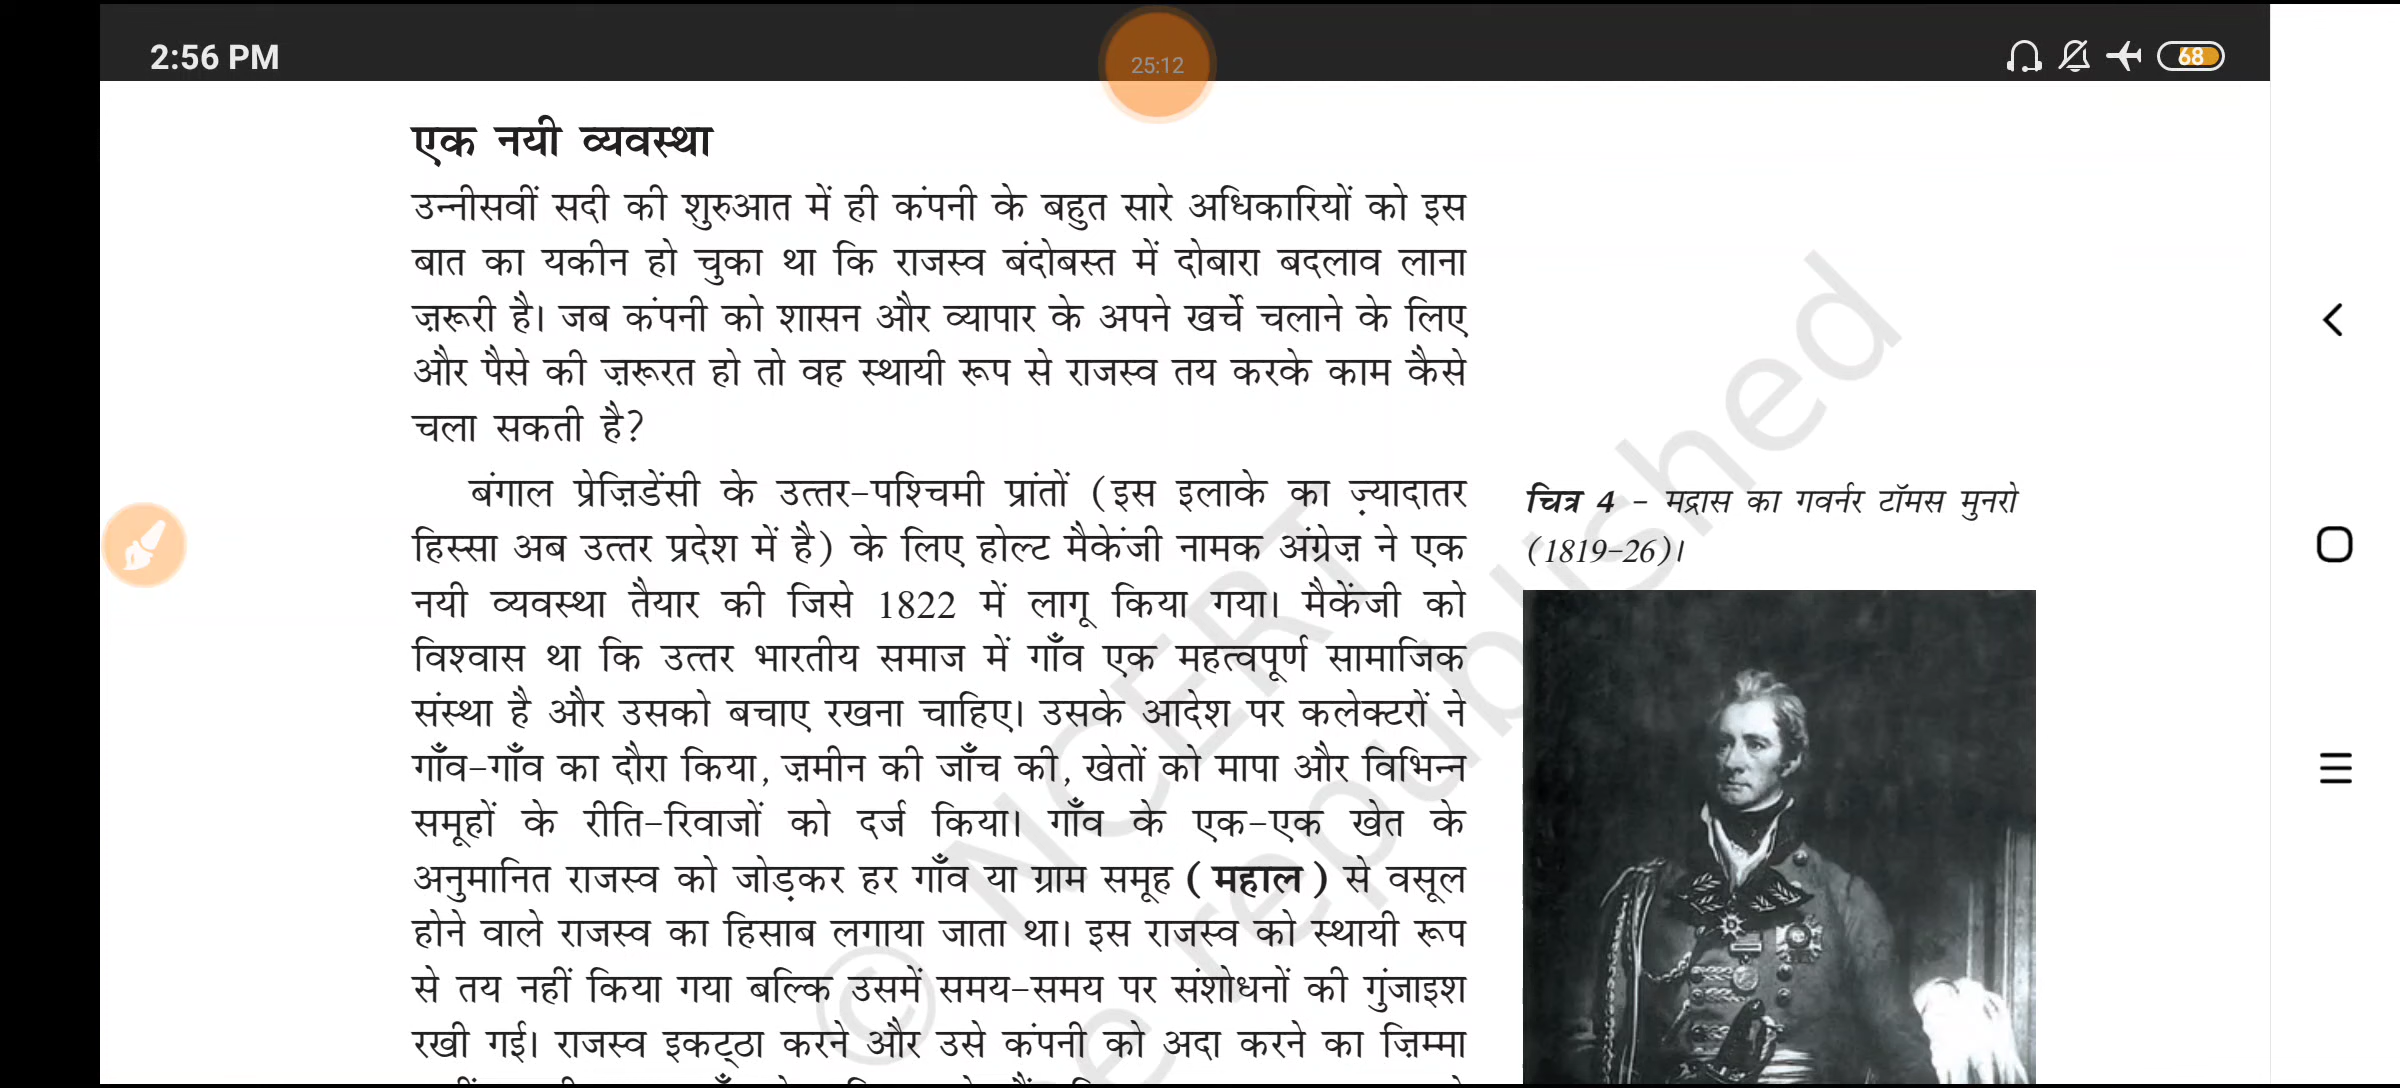 2:56 PM
25:12
68
एक नयी व्यवस्था
उन्नीसवीं सदी की शुरुआत में ही कंपनी के बहुत सारे अधिकारियों को इस
बात का यकीन हो चुका था कि राजस्व बंदोबस्त में दोबारा बदलाव लाना
ज़रूरी है। जब कंपनी को शासन और व्यापार के अपने खर्चे चलाने के लिए
और पैसे की ज़रूरत हो तो वह स्थायी रूप से राजस्व तय करके काम कैसे
चला सकती है?
बंगाल प्रेज़िडेंसी के उत्तर-पश्चिमी प्रांतों (इस इलाके का ज़्यादातर
हिस्सा अब उत्तर प्रदेश में है) के लिए होल्ट मैकेंजी नामक अंग्रेज़ ने एक
नयी व्यवस्था तैयार की जिसे 1822 में लागू किया गया। मैकेंजी को
विश्वास था कि उत्तर भारतीय समाज में गाँव एक महत्वपूर्ण सामाजिक
संस्था है और उसको बचाए रखना चाहिए। उसके आदेश पर कलेक्टरों ने
गाँव-गाँव का दौरा किया, ज़मीन की जाँच की, खेतों को मापा और विभिन्न
समूहों के रीति-रिवाजों को दर्ज किया। गाँव के एक-एक खेत के
अनुमानित राजस्व को जोड़कर हर गाँव या ग्राम समूह (महाल) से वसूल
होने वाले राजस्व का हिसाब लगाया जाता था। इस राजस्व को स्थायी रूप
से तय नहीं किया गया बल्कि उसमें समय-समय पर संशोधनों की गुंजाइश
रखी गई। राजस्व इकट्ठा करने और उसे कंपनी को अदा करने का ज़िम्मा
चित्र 4 - मद्रास का गवर्नर टॉमस मुनरो
(1819-26)।
© NCERT
be republished